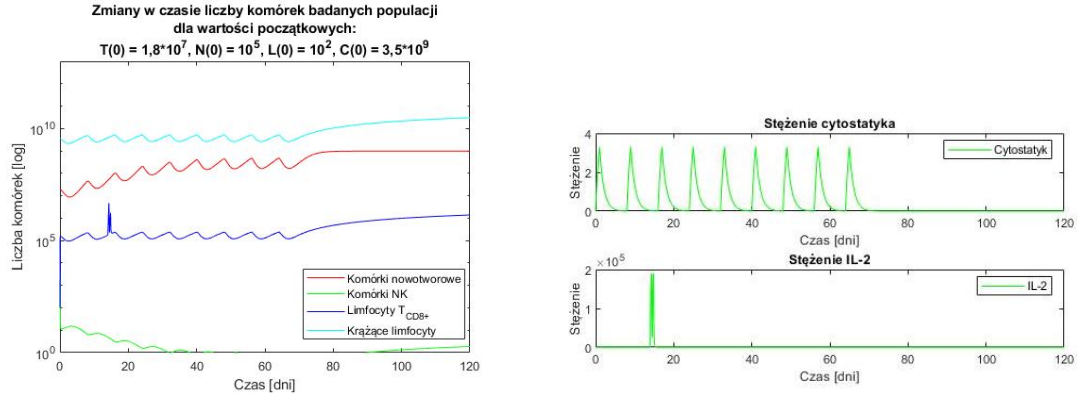 Zmiany w czasie liczby komórek badanych populacji
dla wartości początkowych:
T(0) = 1,8*10^7, N(0) = 10^5, L(0) = 10^2, C(0) = 3,5*10^9
Liczba komórek [log]
10^10
10^5
10^0
0 20 40 60 80 100 120
Czas [dni]
Komórki nowotworowe
Komórki NK
Limfocyty T_CD8+
Krążące limfocyty
Stężenie cytostatyka
Stężenie
4
2
0
0 20 40 60 80 100 120
Czas [dni]
Cytostatyk
Stężenie IL-2
×10^5
Stężenie
2
1
0
0 20 40 60 80 100 120
Czas [dni]
IL-2